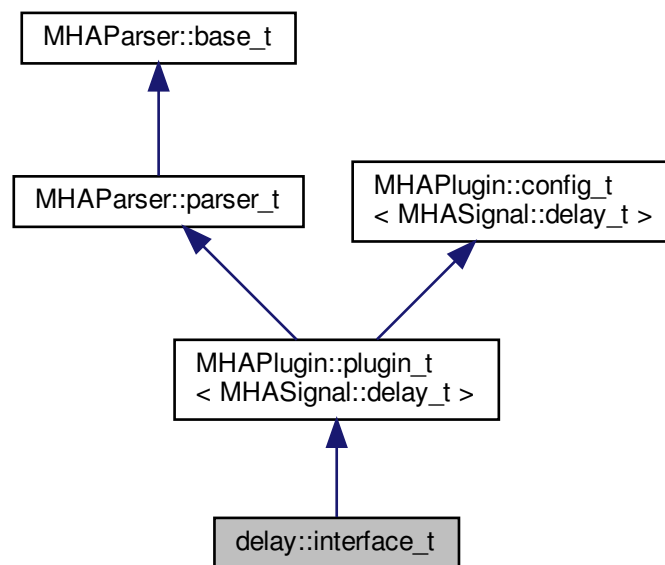 MHAParser::base_t
MHAParser::parser_t
MHAPlugin::config_t
< MHASignal::delay_t >
MHAPlugin::plugin_t
< MHASignal::delay_t >
delay::interface_t